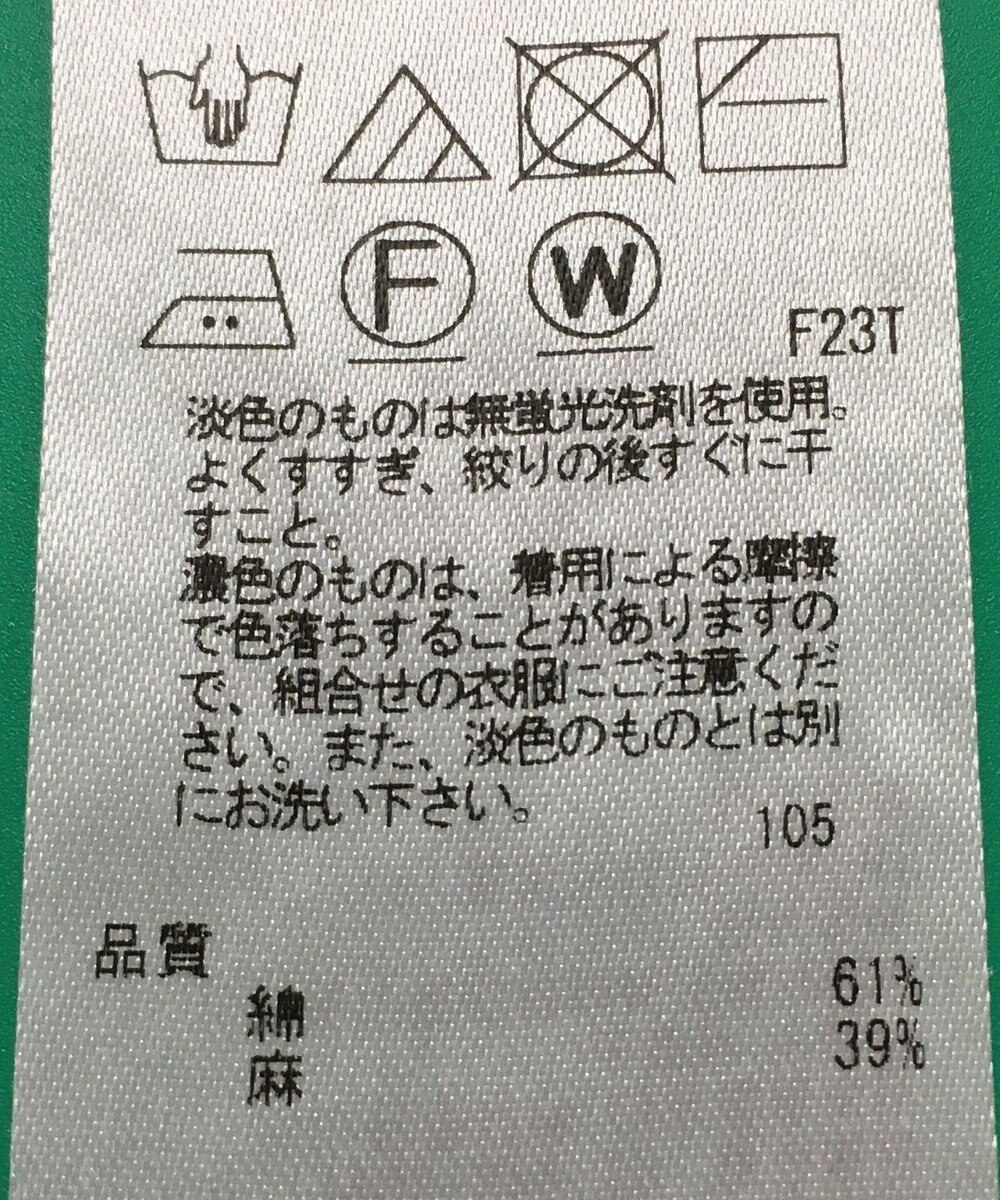 F W
F23T
淡色のものは無蛍光洗剤を使用。
よくすすぎ、絞りの後すぐに干
すこと。
濃色のものは、着用による摩擦
で色落ちすることがありますの
で、組合せの衣服にご注意くだ
さい。また、淡色のものとは別
にお洗い下さい。
105
品質
綿 61%
麻 39%